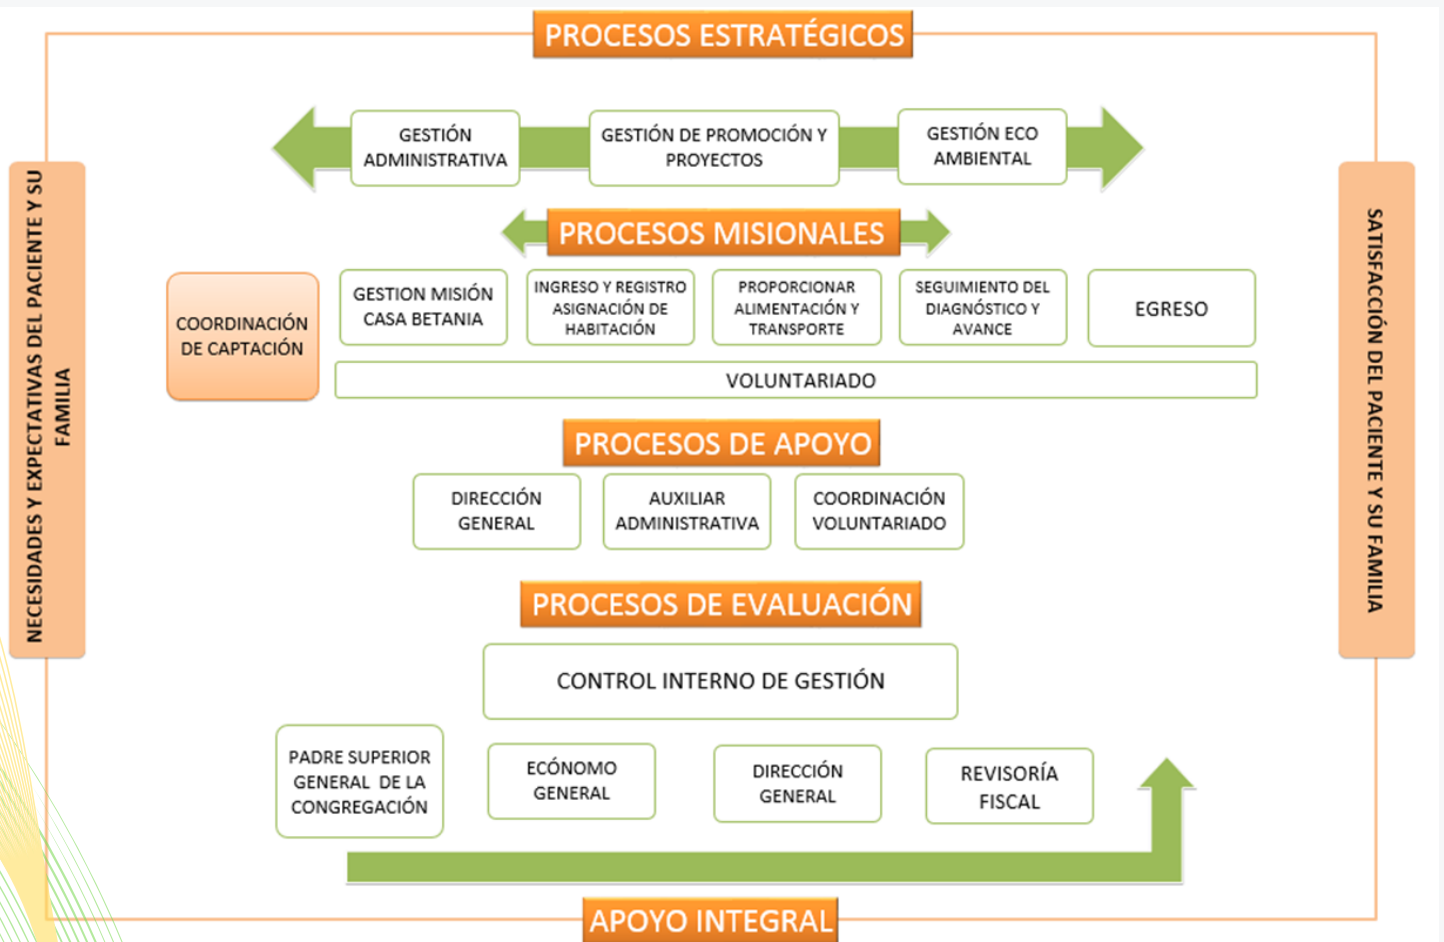 PROCESOS ESTRATÉGICOS
GESTIÓN
ADMINISTRATIVA
GESTIÓN DE PROMOCIÓN Y
PROYECTOS
GESTIÓN ECO
AMBIENTAL
NECESIDADES Y EXPECTATIVAS DEL PACIENTE Y SU
FAMILIA
PROCESOS MISIONALES
COORDINACIÓN
DE CAPTACIÓN
GESTION MISIÓN
CASA BETANIA
INGRESO Y REGISTRO
ASIGNACIÓN DE
HABITACIÓN
PROPORCIONAR
ALIMENTACIÓN Y
TRANSPORTE
SEGUIMIENTO DEL
DIAGNÓSTICO Y
AVANCE
EGRESO
VOLUNTARIADO
SATISFACCIÓN DEL PACIENTE Y SU FAMILIA
PROCESOS DE APOYO
DIRECCIÓN
GENERAL
AUXILIAR
ADMINISTRATIVA
COORDINACIÓN
VOLUNTARIADO
PROCESOS DE EVALUACIÓN
CONTROL INTERNO DE GESTIÓN
PADRE SUPERIOR
GENERAL DE LA
CONGREGACIÓN
ECÓNOMO
GENERAL
DIRECCIÓN
GENERAL
REVISORÍA
FISCAL
APOYO INTEGRAL